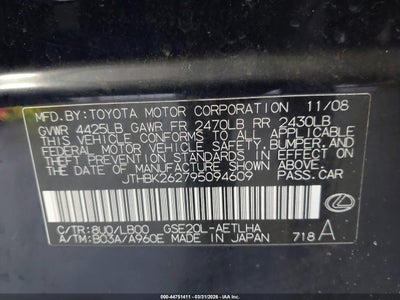 MFD.BY:TOYOTA MOTOR CORPORATION 11/08
GVWR 4425LB GAWR FR 2470LB RR 2430LB
THIS VEHICLE CONFORMS TO ALL APPLICABLE
FEDERAL MOTOR VEHICLE SAFETY, BUMPER, AND
THEFT PREVENTION STANDARDS IN EFFECT ON
THE DATE OF MANUFACTURE SHOWN ABOVE.
JTHBK262795094609 PASS.CAR
C/TR:8U0/LB00 GSE20L-AETLHA
A/TM:B03A/A960E MADE IN JAPAN 718 A
© IAA
# 000-44751411 - 03/31/2026 - 03:33